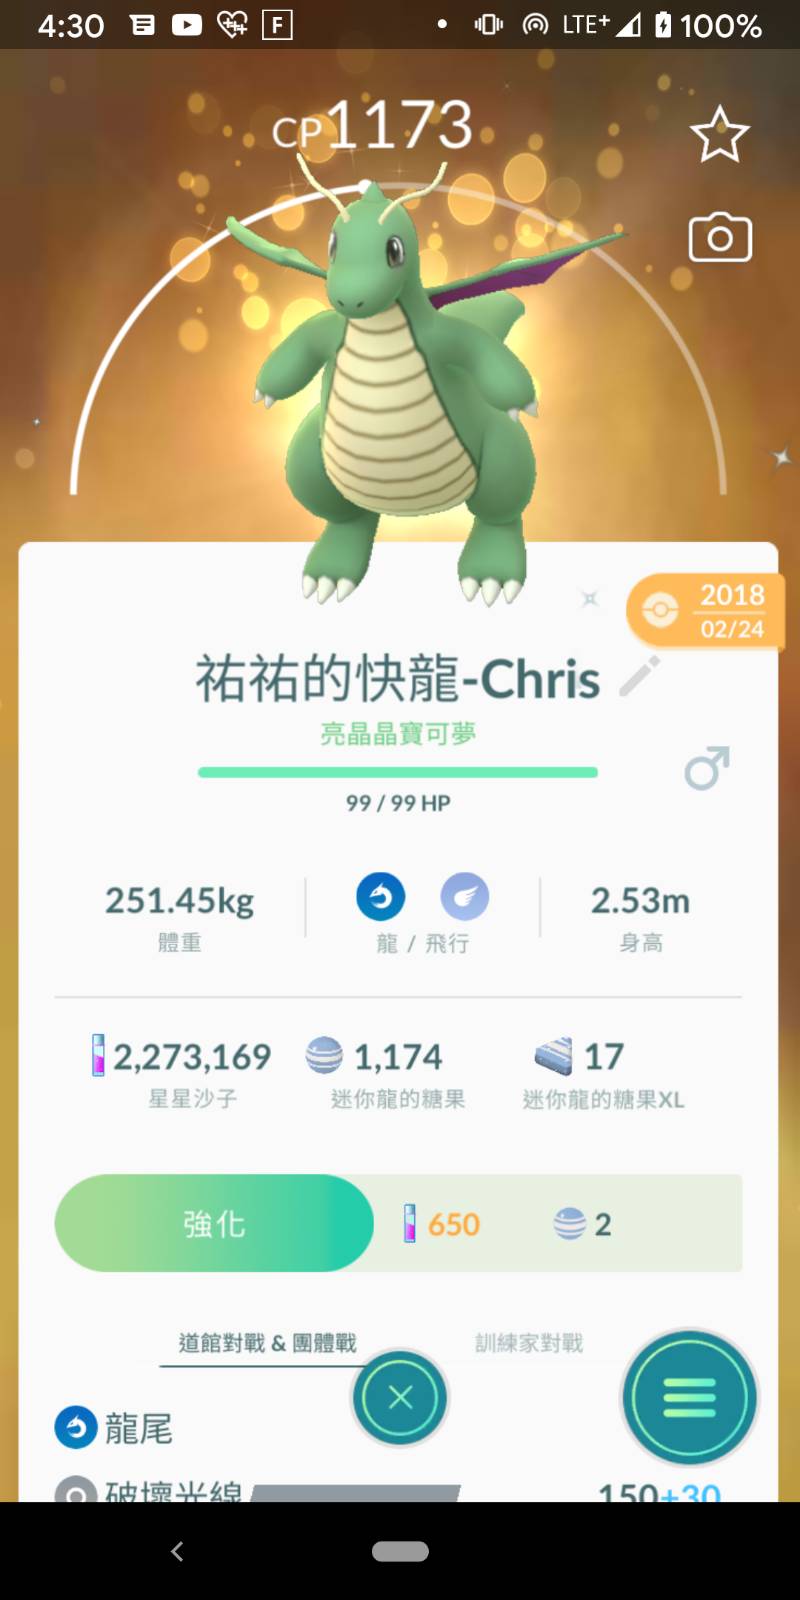 4:30 F LTE+ 100%
CP1173
2018
02/24
祐祐的快龍-Chris
亮晶晶寶可夢
99 / 99 HP
251.45kg 2.53m
體重 龍 / 飛行 身高
2,273,169 1,174 17
星星沙子 迷你龍的糖果 迷你龍的糖果XL
強化 650 2
道館對戰 & 團體戰 訓練家對戰
龍尾
破壞光線 150+30